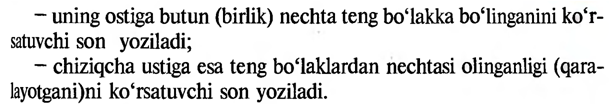 – uning ostiga butun (birlik) nechta teng bo‘lakka bo‘linganini ko‘r-
satuvchi son yoziladi;
– chiziqcha ustiga esa teng bo‘laklardan nechtasi olinganligi (qara-
layotgani)ni ko‘rsatuvchi son yoziladi.